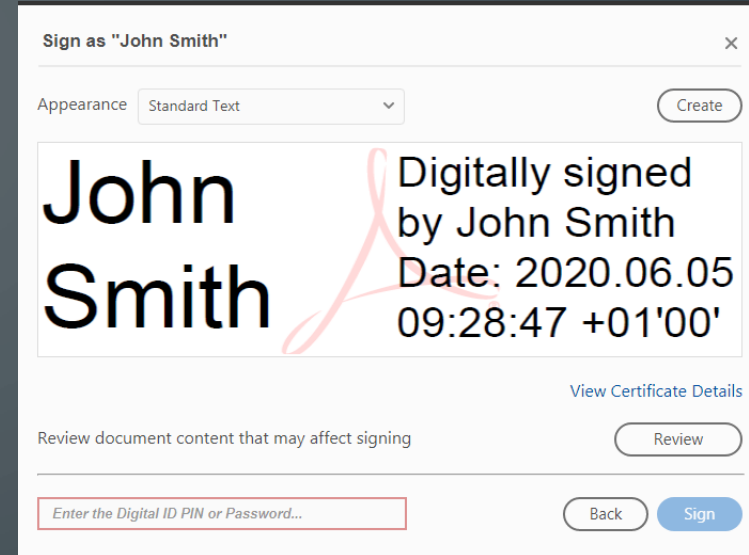 Sign as "John Smith"
Appearance Standard Text Create
John
Smith
Digitally signed
by John Smith
Date: 2020.06.05
09:28:47 +01'00'
View Certificate Details
Review document content that may affect signing Review
Enter the Digital ID PIN or Password... Back Sign